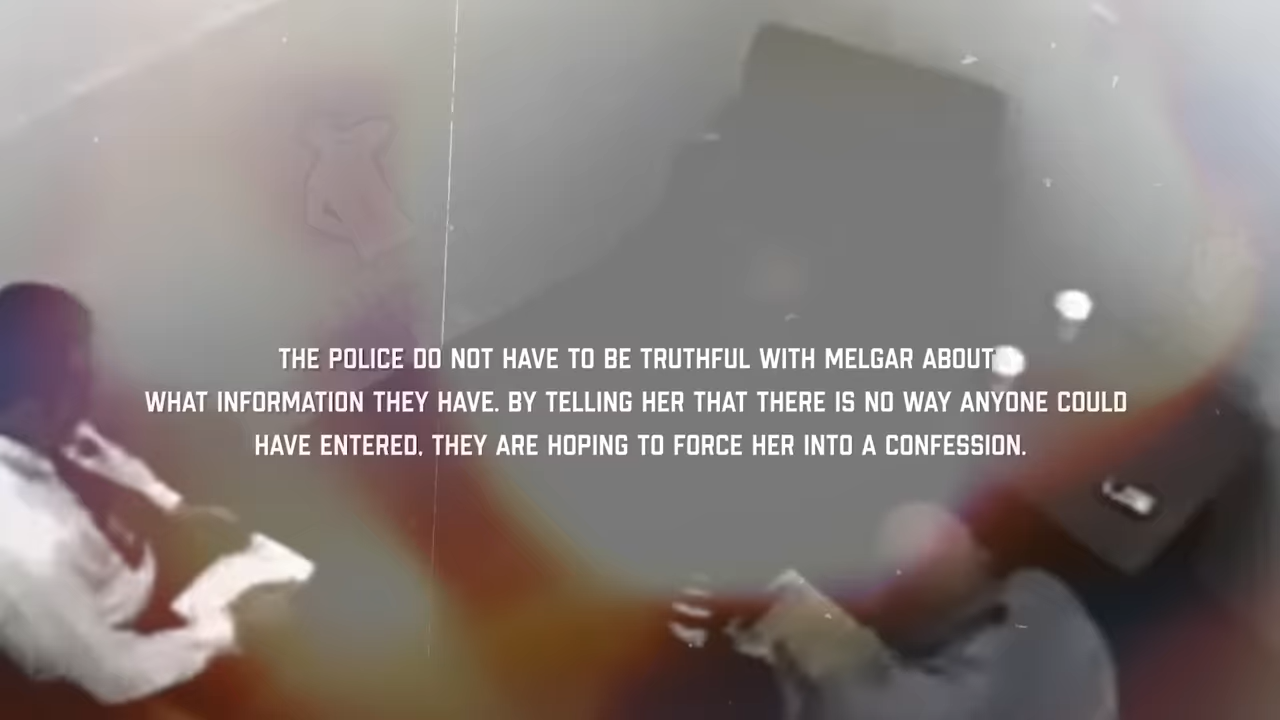 THE POLICE DO NOT HAVE TO BE TRUTHFUL WITH MELGAR ABOUT
WHAT INFORMATION THEY HAVE. BY TELLING HER THAT THERE IS NO WAY ANYONE COULD
HAVE ENTERED, THEY ARE HOPING TO FORCE HER INTO A CONFESSION.